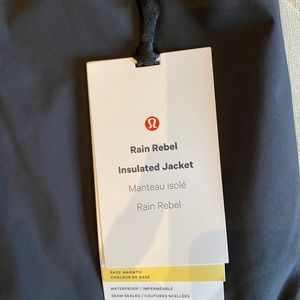 Rain Rebel
Insulated Jacket
Manteau isolé
Rain Rebel
BASE WARMTH
CHALEUR DE BASE
WATERPROOF / IMPERMÉABLE
SEAM SEALED / COUTURES SCELLÉES